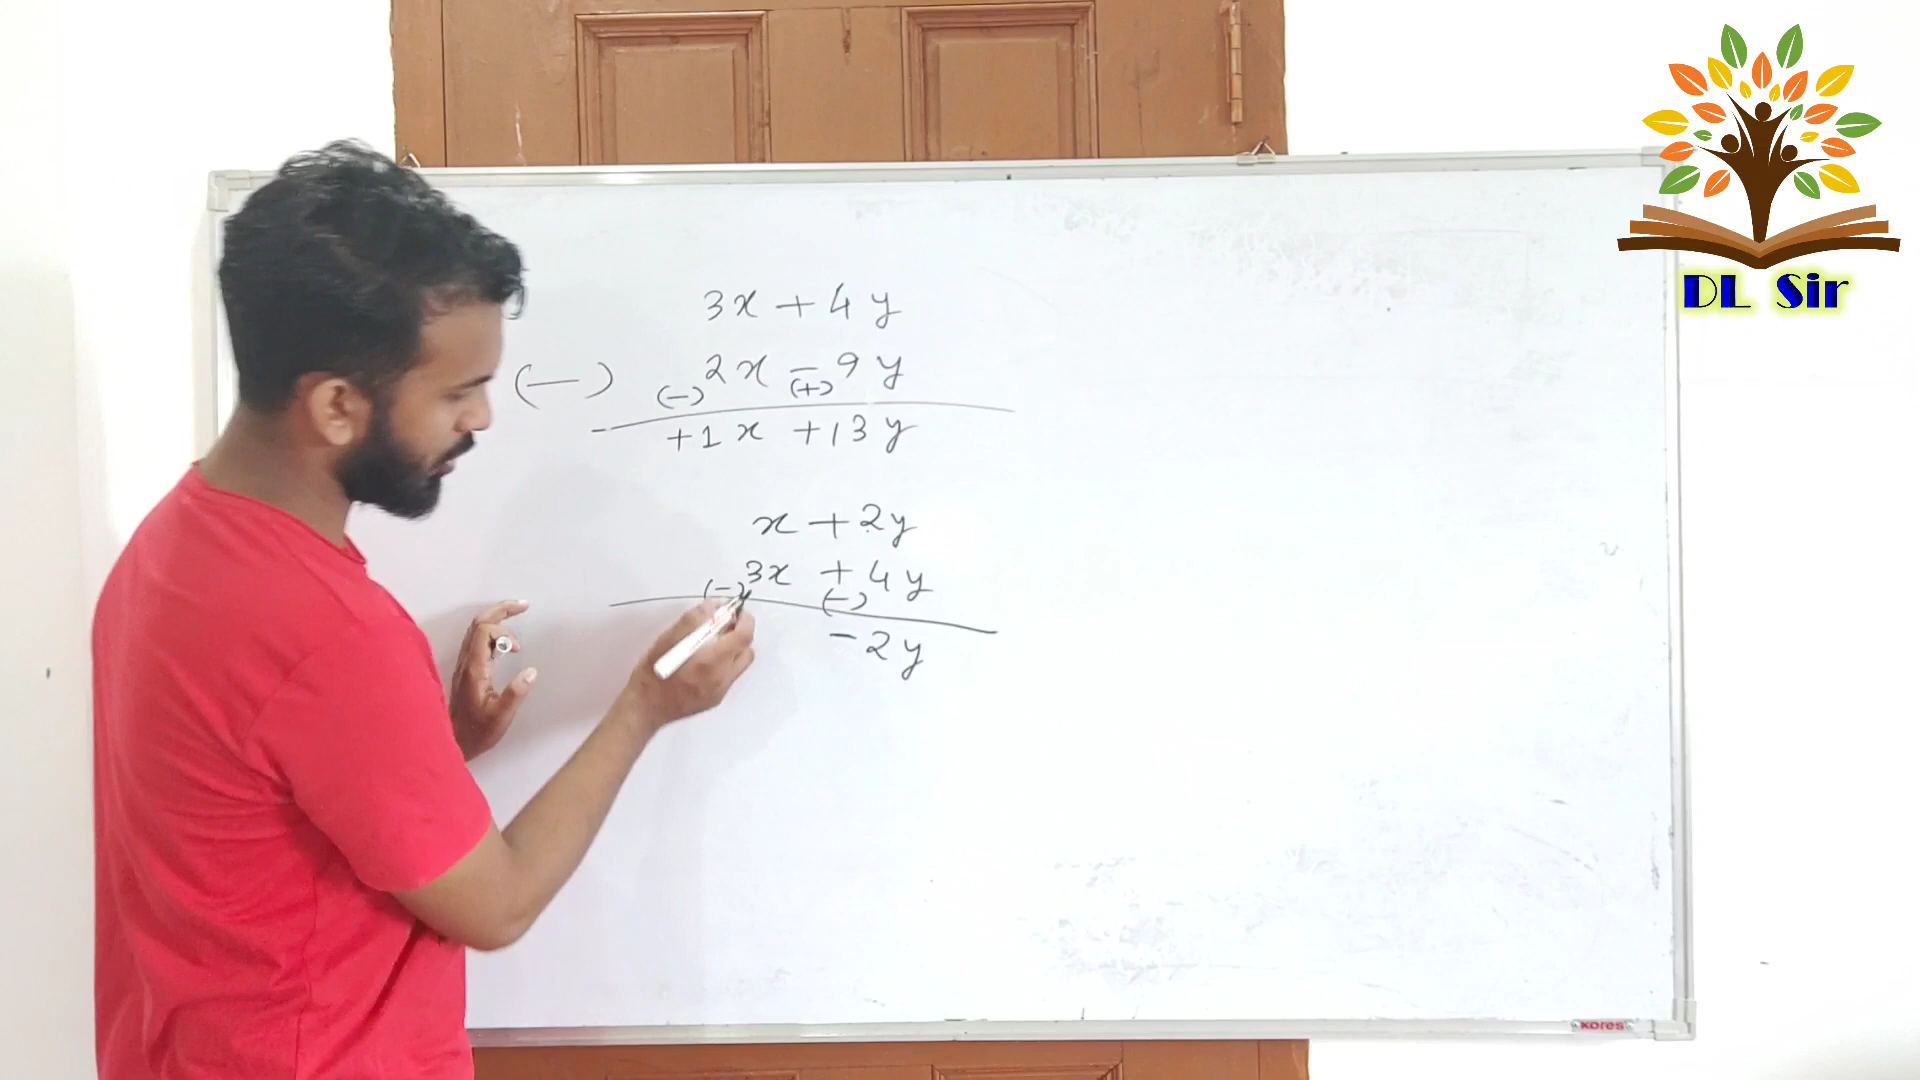 3x + 4y
(−) 2x − 9y
(−) (+)
+1x +13y
x + 2y
3x + 4y
(−) (−)
−2y
DL Sir
kores